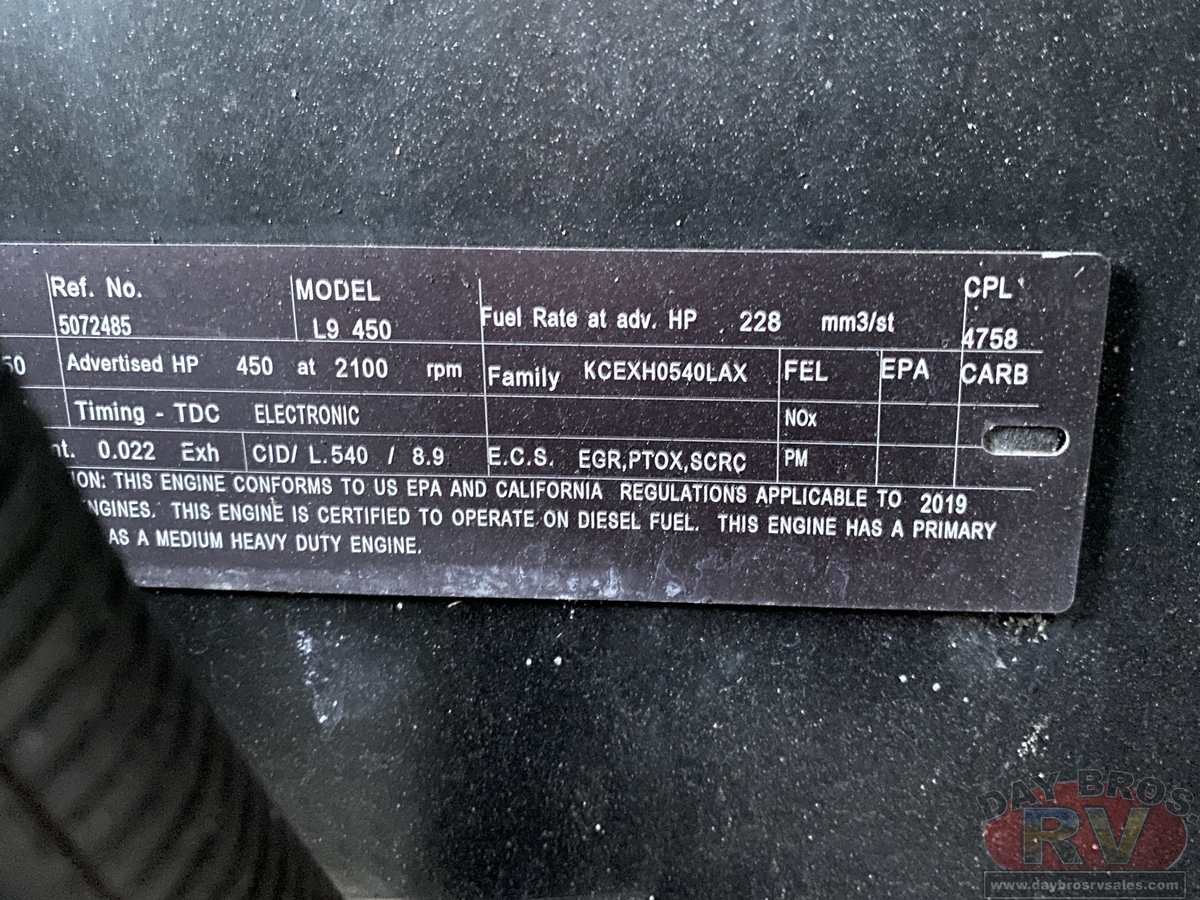 Ref. No. MODEL CPL
5072485 L9 450 Fuel Rate at adv. HP 228 mm3/st 4758
50 Advertised HP 450 at 2100 rpm Family KCEXH0540LAX FEL EPA CARB
Timing - TDC ELECTRONIC NOx
nt. 0.022 Exh CID/ L.540 / 8.9 E.C.S. EGR,PTOX,SCRC PM
ION: THIS ENGINE CONFORMS TO US EPA AND CALIFORNIA REGULATIONS APPLICABLE TO 2019
NGINES. THIS ENGINE IS CERTIFIED TO OPERATE ON DIESEL FUEL. THIS ENGINE HAS A PRIMARY
AS A MEDIUM HEAVY DUTY ENGINE.
DAY BROS
RV
www.daybrosrvsales.com